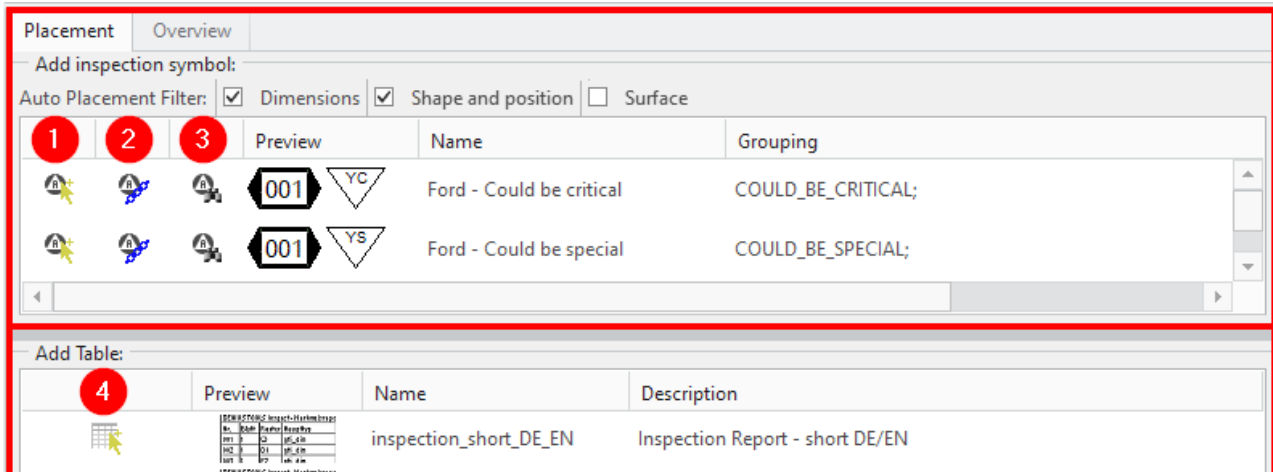 Placement Overview
Add inspection symbol:
Auto Placement Filter: Dimensions Shape and position Surface
1 2 3 Preview Name Grouping
001 YC Ford - Could be critical COULD_BE_CRITICAL;
001 YS Ford - Could be special COULD_BE_SPECIAL;
Add Table:
4 Preview Name Description
inspection_short_DE_EN Inspection Report - short DE/EN